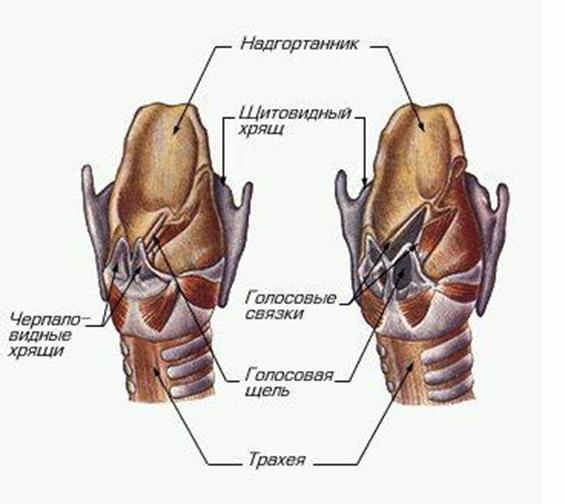 Надгортанник
Щитовидный
хрящ
Голосовые
связки
Черпало-
видные
хрящи
Голосовая
щель
Трахея